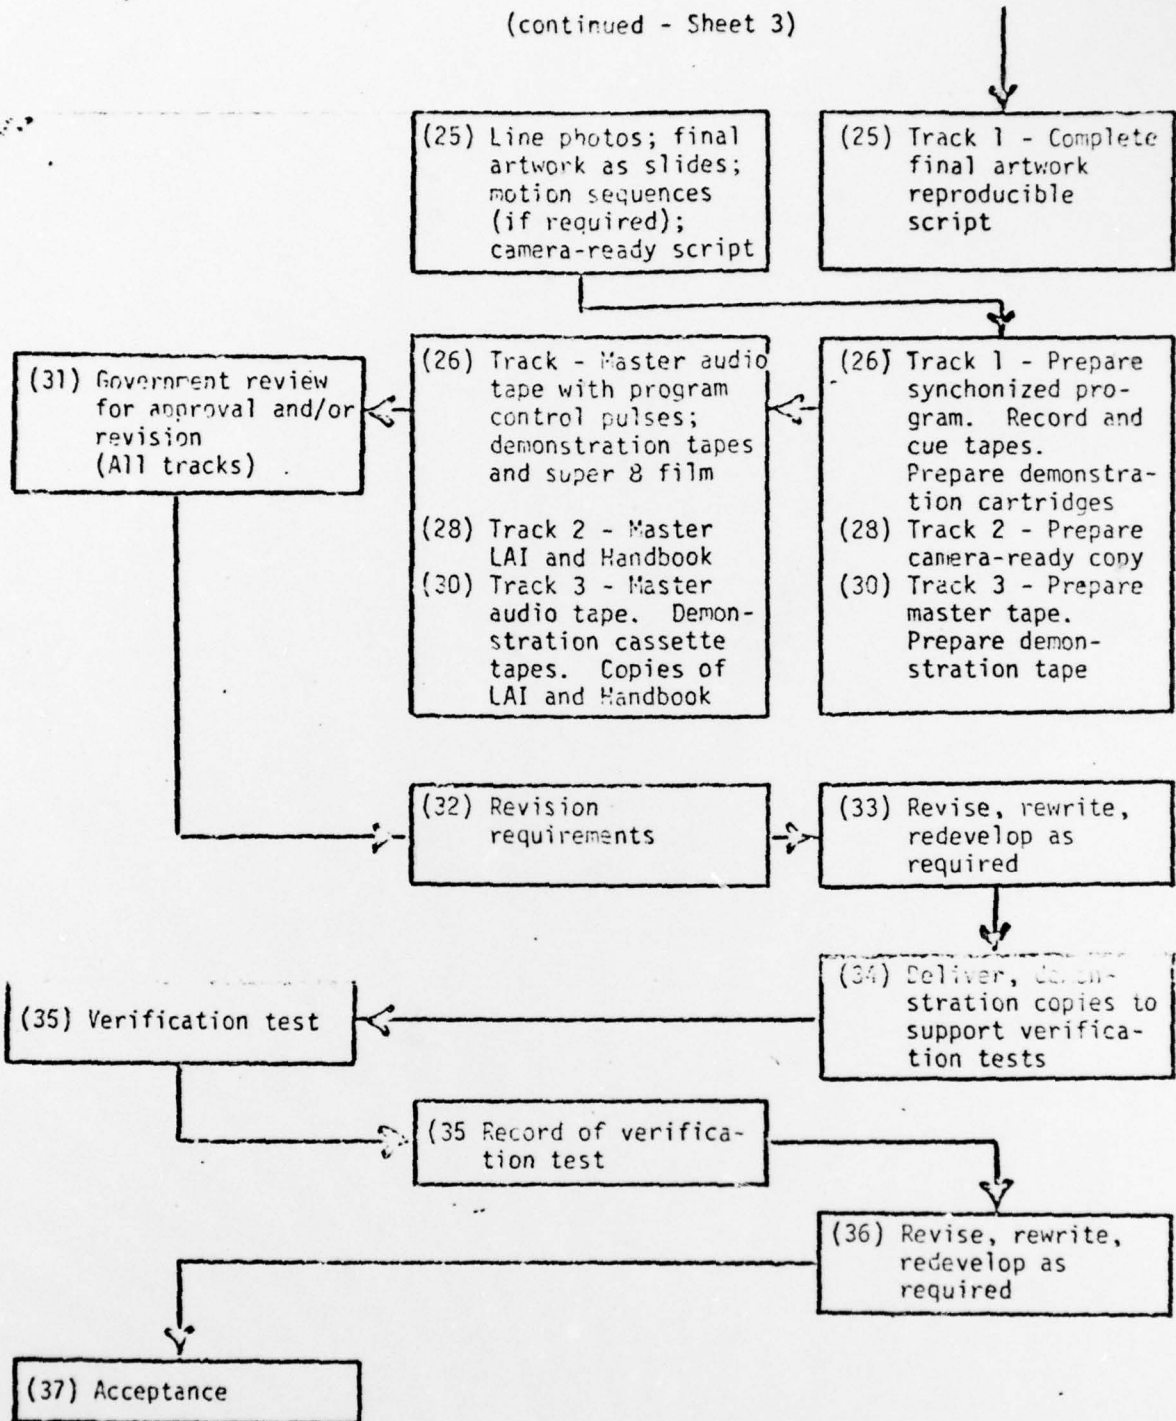 (continued - Sheet 3)
(25) Line photos; final
artwork as slides;
motion sequences
(if required);
camera-ready script
(25) Track 1 - Complete
final artwork
reproducible
script
(31) Government review
for approval and/or
revision
(All tracks)
(26) Track - Master audio
tape with program
control pulses;
demonstration tapes
and super 8 film
(28) Track 2 - Master
LAI and Handbook
(30) Track 3 - Master
audio tape. Demon-
stration cassette
tapes. Copies of
LAI and Handbook
(26) Track 1 - Prepare
synchonized pro-
gram. Record and
cue tapes.
Prepare demonstra-
tion cartridges
(28) Track 2 - Prepare
camera-ready copy
(30) Track 3 - Prepare
master tape.
Prepare demon-
stration tape
(32) Revision
requirements
(33) Revise, rewrite,
redevelop as
required
(34) Deliver, demon-
stration copies to
support verifica-
tion tests
(35) Verification test
(35 Record of verifica-
tion test
(36) Revise, rewrite,
redevelop as
required
(37) Acceptance